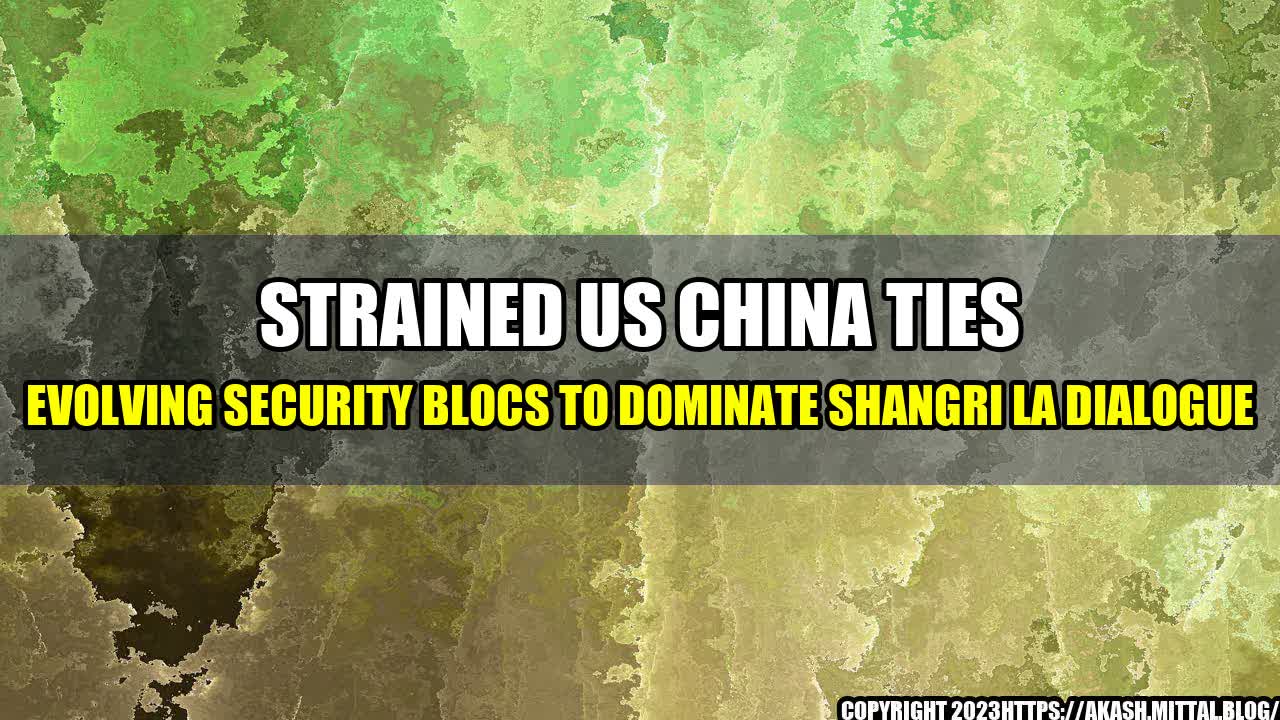 STRAINED US CHINA TIES
EVOLVING SECURITY BLOCS TO DOMINATE SHANGRI LA DIALOGUE
COPYRIGHT 2023HTTPS://AKASH.MITTAL.BLOG/